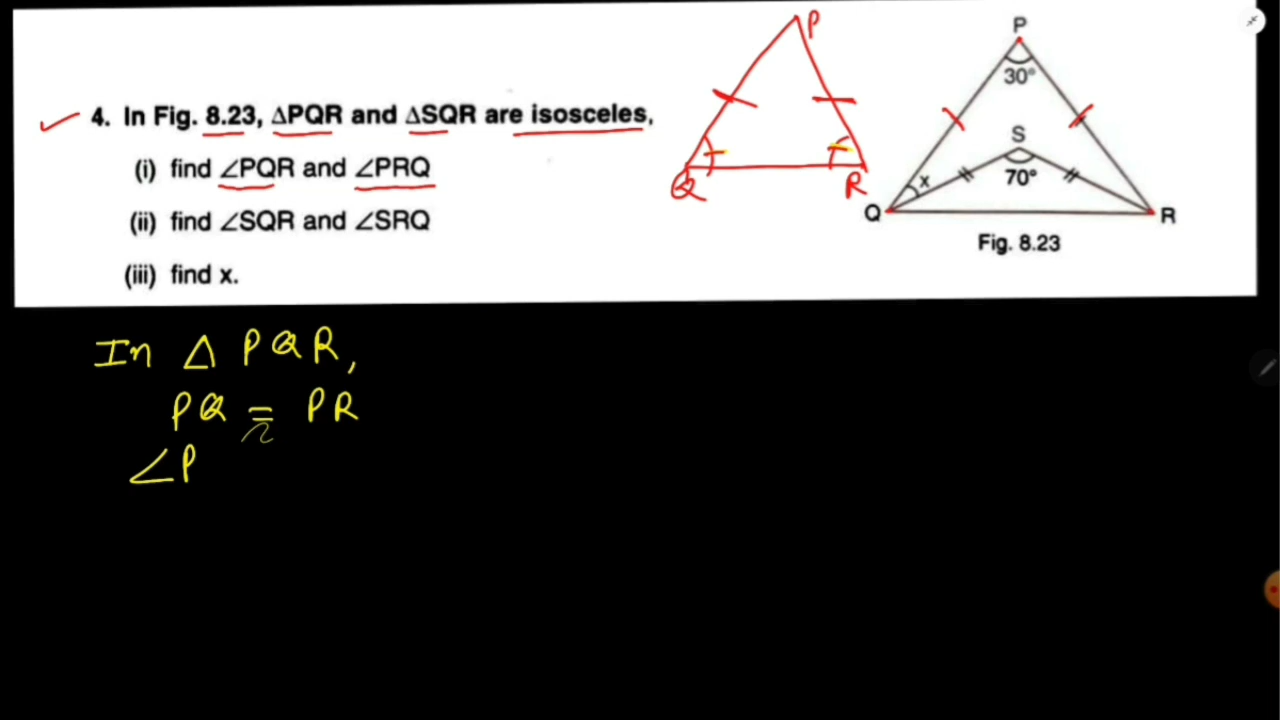 4. In Fig. 8.23, ΔPQR and ΔSQR are isosceles,
(i) find ∠PQR and ∠PRQ
(ii) find ∠SQR and ∠SRQ
(iii) find x.
P
Q
R
P
30°
S
70°
x
Q
R
Fig. 8.23
In Δ PQR,
PQ = PR
∠P